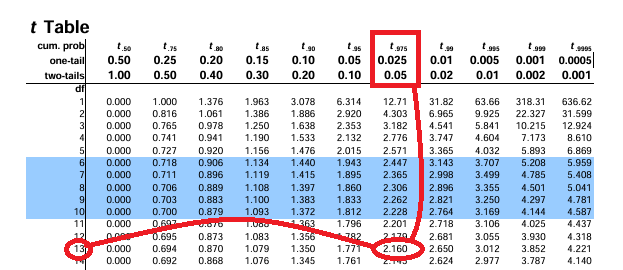 t Table
cum. prob t .50 t .75 t .80 t .85 t .90 t .95 t .975 t .99 t .995 t .999 t .9995
one-tail 0.50 0.25 0.20 0.15 0.10 0.05 0.025 0.01 0.005 0.001 0.0005
two-tails 1.00 0.50 0.40 0.30 0.20 0.10 0.05 0.02 0.01 0.002 0.001
df
1 0.000 1.000 1.376 1.963 3.078 6.314 12.71 31.82 63.66 318.31 636.62
2 0.000 0.816 1.061 1.386 1.886 2.920 4.303 6.965 9.925 22.327 31.599
3 0.000 0.765 0.978 1.250 1.638 2.353 3.182 4.541 5.841 10.215 12.924
4 0.000 0.741 0.941 1.190 1.533 2.132 2.776 3.747 4.604 7.173 8.610
5 0.000 0.727 0.920 1.156 1.476 2.015 2.571 3.365 4.032 5.893 6.869
6 0.000 0.718 0.906 1.134 1.440 1.943 2.447 3.143 3.707 5.208 5.959
7 0.000 0.711 0.896 1.119 1.415 1.895 2.365 2.998 3.499 4.785 5.408
8 0.000 0.706 0.889 1.108 1.397 1.860 2.306 2.896 3.355 4.501 5.041
9 0.000 0.703 0.883 1.100 1.383 1.833 2.262 2.821 3.250 4.297 4.781
10 0.000 0.700 0.879 1.093 1.372 1.812 2.228 2.764 3.169 4.144 4.587
11 0.000 0.697 0.876 1.088 1.363 1.796 2.201 2.718 3.106 4.025 4.437
12 0.000 0.695 0.873 1.083 1.356 1.782 2.179 2.681 3.055 3.930 4.318
13 0.000 0.694 0.870 1.079 1.350 1.771 2.160 2.650 3.012 3.852 4.221
14 0.000 0.692 0.868 1.076 1.345 1.761 2.145 2.624 2.977 3.787 4.140